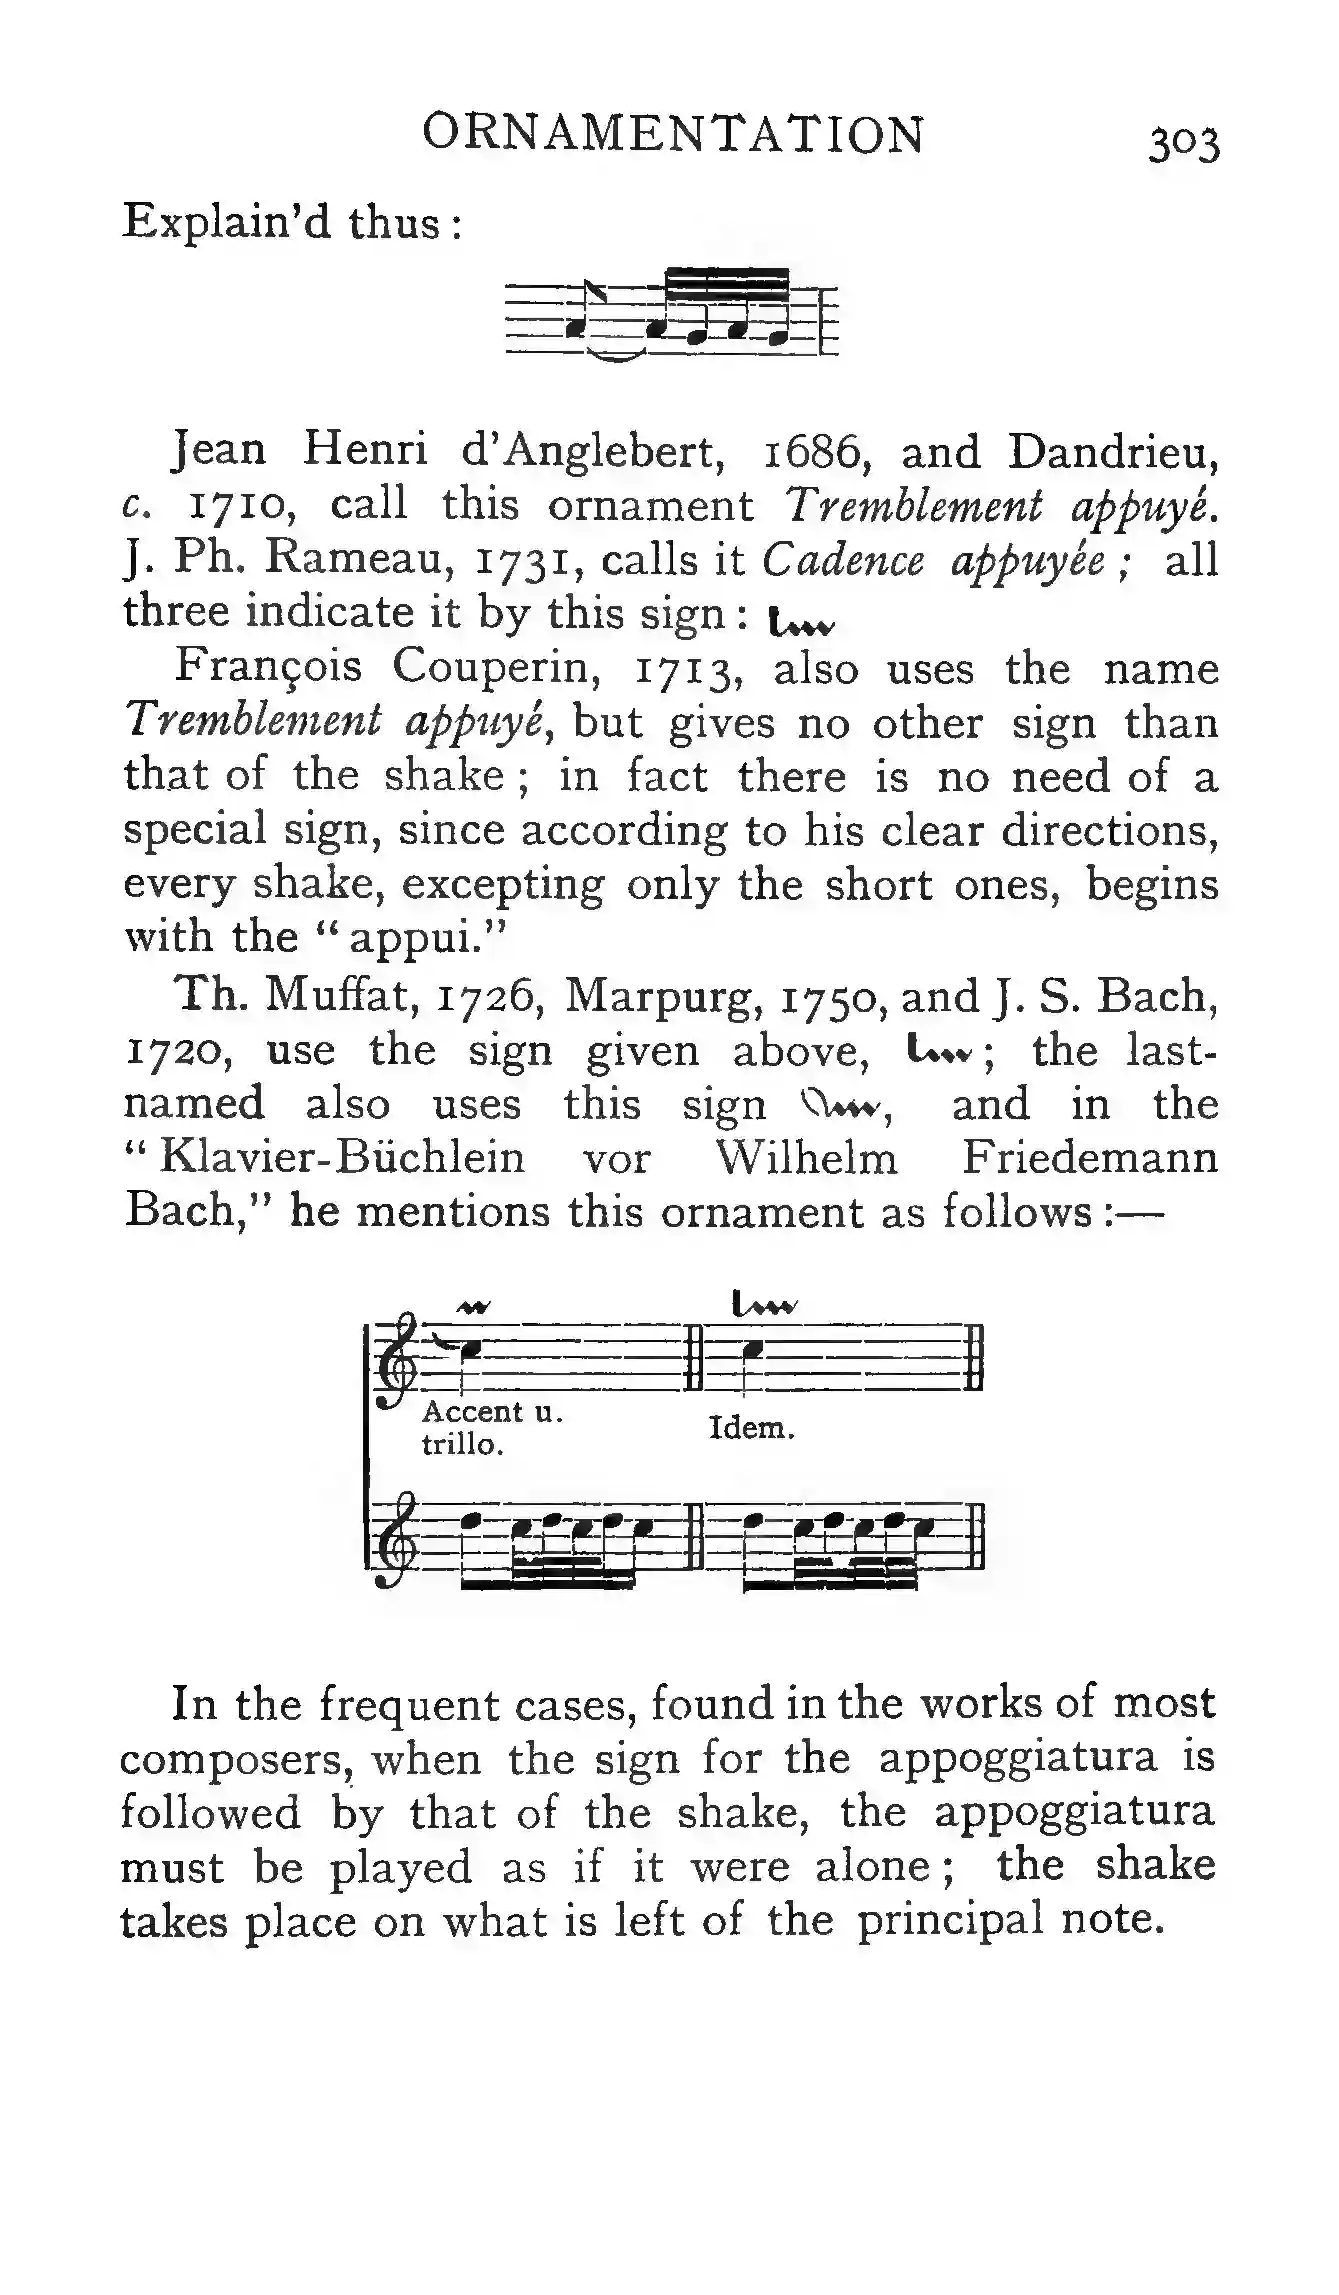 ORNAMENTATION 303
Explain’d thus :
Jean Henri d’Anglebert, 1686, and Dandrieu,
c. 1710, call this ornament Tremblement appuyé.
J. Ph. Rameau, 1731, calls it Cadence appuyée ; all
three indicate it by this sign :
François Couperin, 1713, also uses the name
Tremblement appuyé, but gives no other sign than
that of the shake ; in fact there is no need of a
special sign, since according to his clear directions,
every shake, excepting only the short ones, begins
with the “ appui.”
Th. Muffat, 1726, Marpurg, 1750, and J. S. Bach,
1720, use the sign given above, ; the last-
named also uses this sign , and in the
“ Klavier-Büchlein vor Wilhelm Friedemann
Bach,” he mentions this ornament as follows :—
Accent u.
trillo.
Idem.
In the frequent cases, found in the works of most
composers, when the sign for the appoggiatura is
followed by that of the shake, the appoggiatura
must be played as if it were alone ; the shake
takes place on what is left of the principal note.